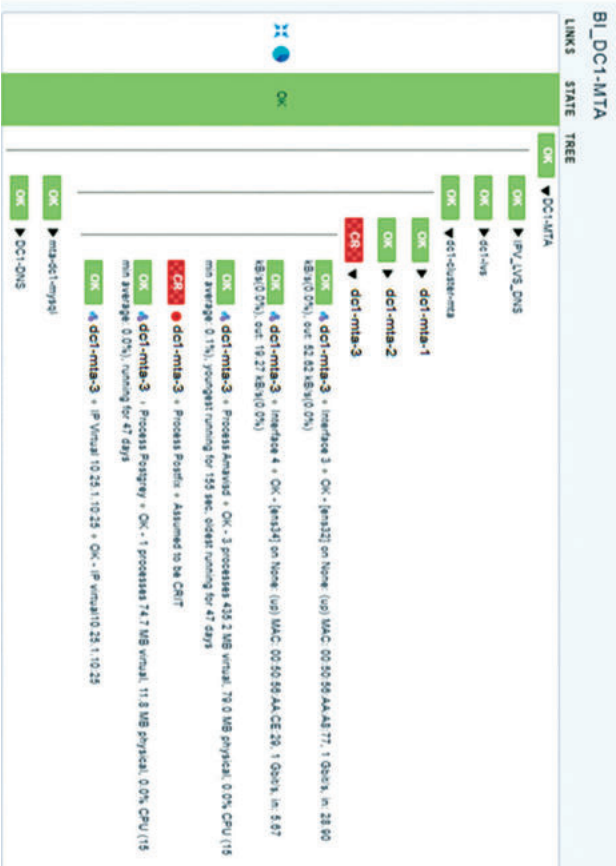 BI_DC1-MTA
LINKS STATE TREE
OK
OK ▼ DC1-MTA
OK ▶ IPV_LVS_DNS
OK ▶ dc1-lvs
OK ▼ dc1-cluster-mta
OK ▶ dc1-mta-1
OK ▶ dc1-mta-2
CR ▼ dc1-mta-3
OK dc1-mta-3 + Interface 3 + OK - [ens32] on None: (up) MAC: 00:50:56:AA:A8:77, 1 Gbit/s, in: 28.90
kB/s(0.0%), out: 52.62 kB/s(0.0%)
OK dc1-mta-3 + Interface 4 + OK - [ens34] on None: (up) MAC: 00:50:56:AA:CE:29, 1 Gbit/s, in: 5.67
kB/s(0.0%), out: 19.27 kB/s(0.0%)
OK dc1-mta-3 + Process Amavisd + OK - 3 processes 435.2 MB virtual, 79.0 MB physical, 0.0% CPU (15
min average: 0.1%), youngest running for 155 sec, oldest running for 47 days
CR dc1-mta-3 + Process Postfix + Assumed to be CRIT
OK dc1-mta-3 + Process Postgrey + OK - 1 processes 74.7 MB virtual, 11.8 MB physical, 0.0% CPU (15
min average: 0.0%), running for 47 days
OK dc1-mta-3 + IP Virtual 10.25.1.10:25 + OK - IP virtual10.25.1.10:25
OK ▶ mta-dc1-mysql
OK ▶ DC1-DNS